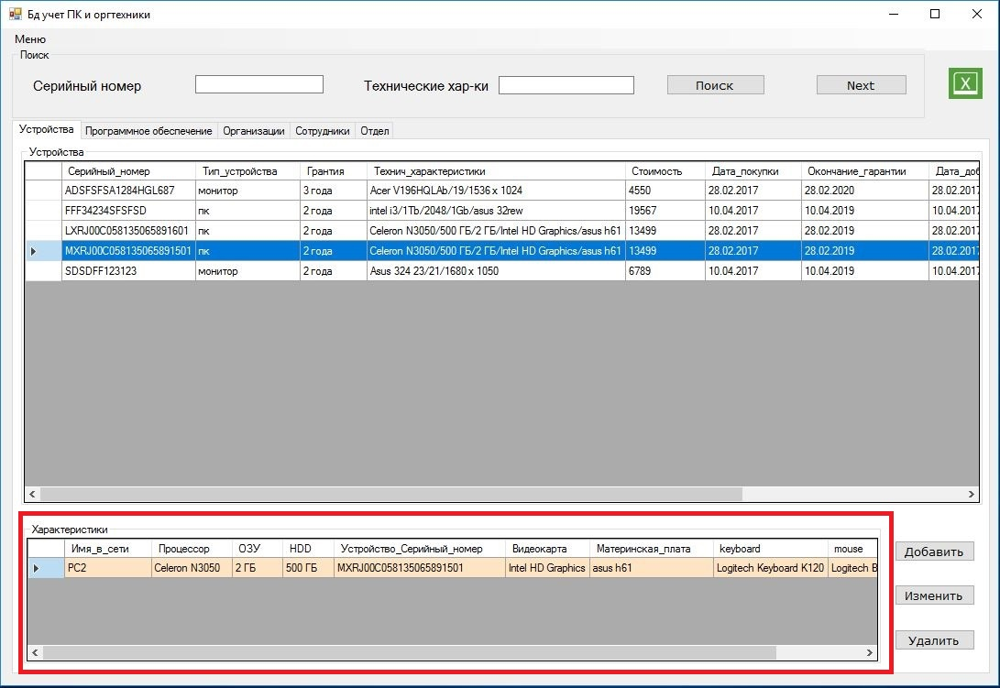 Бд учет ПК и оргтехники
Меню
Поиск
Серийный номер Технические хар-ки Поиск Next
X
Устройства Программное обеспечение Организации Сотрудники Отдел
Устройства
Серийный_номер Тип_устройства Грантия Технич_характеристики Стоимость Дата_покупки Окончание_гарантии Дата_доб
ADSFSFSA1284HGL687 монитор 3 года Acer V196HQLAb/19/1536 x 1024 4550 28.02.2017 28.02.2020 28.02.2017
FFF34234SFSFSD пк 2 года intel i3/1Tb/2048/1Gb/asus 32rew 19567 10.04.2017 10.04.2019 10.04.2017
LXRJ00C058135065891601 пк 2 года Celeron N3050/500 ГБ/2 ГБ/Intel HD Graphics/asus h61 13499 28.02.2017 28.02.2019 28.02.2017
MXRJ00C058135065891501 пк 2 года Celeron N3050/500 ГБ/2 ГБ/Intel HD Graphics/asus h61 13499 28.02.2017 28.02.2019 28.02.2017
SDSDFF123123 монитор 2 года Asus 324 23/21/1680 x 1050 6789 10.04.2017 10.04.2019 10.04.2017
Характеристики
Имя_в_сети Процессор ОЗУ HDD Устройство_Серийный_номер Видеокарта Материнская_плата keyboard mouse
PC2 Celeron N3050 2 ГБ 500 ГБ MXRJ00C058135065891501 Intel HD Graphics asus h61 Logitech Keyboard K120 Logitech B
Добавить
Изменить
Удалить